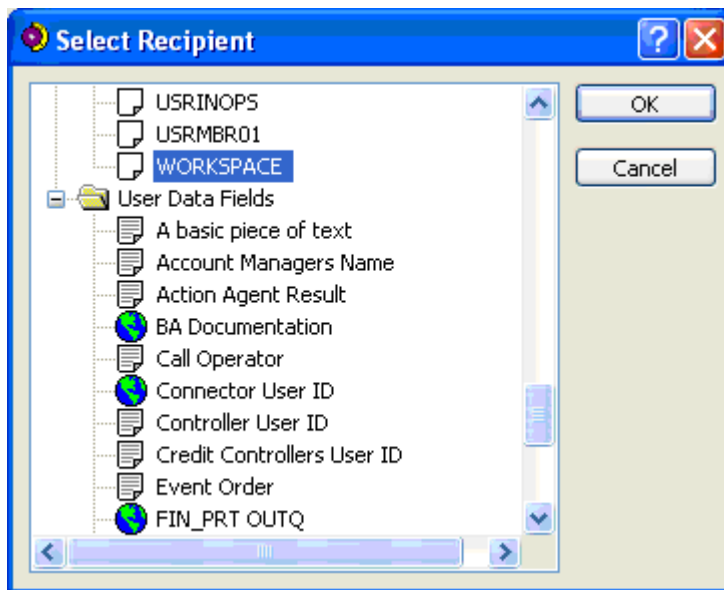 Select Recipient
USRINOPS
USRMBR01
WORKSPACE
User Data Fields
A basic piece of text
Account Managers Name
Action Agent Result
BA Documentation
Call Operator
Connector User ID
Controller User ID
Credit Controllers User ID
Event Order
FIN_PRT OUTQ
OK
Cancel